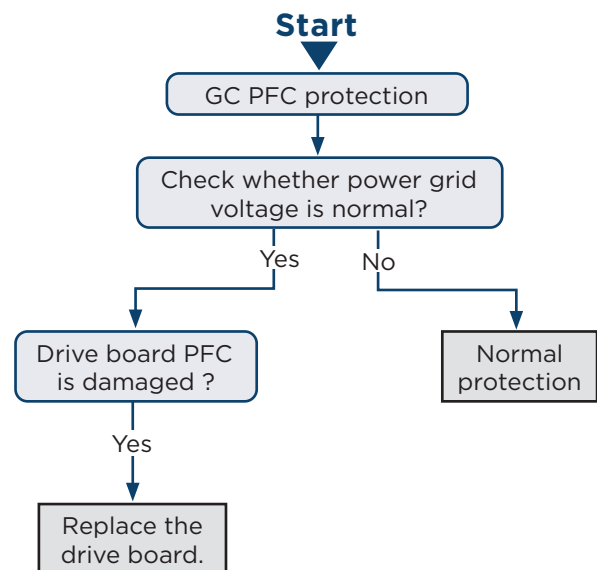 Start
GC PFC protection
Check whether power grid
voltage is normal?
Yes
No
Drive board PFC
is damaged ?
Normal
protection
Yes
Replace the
drive board.